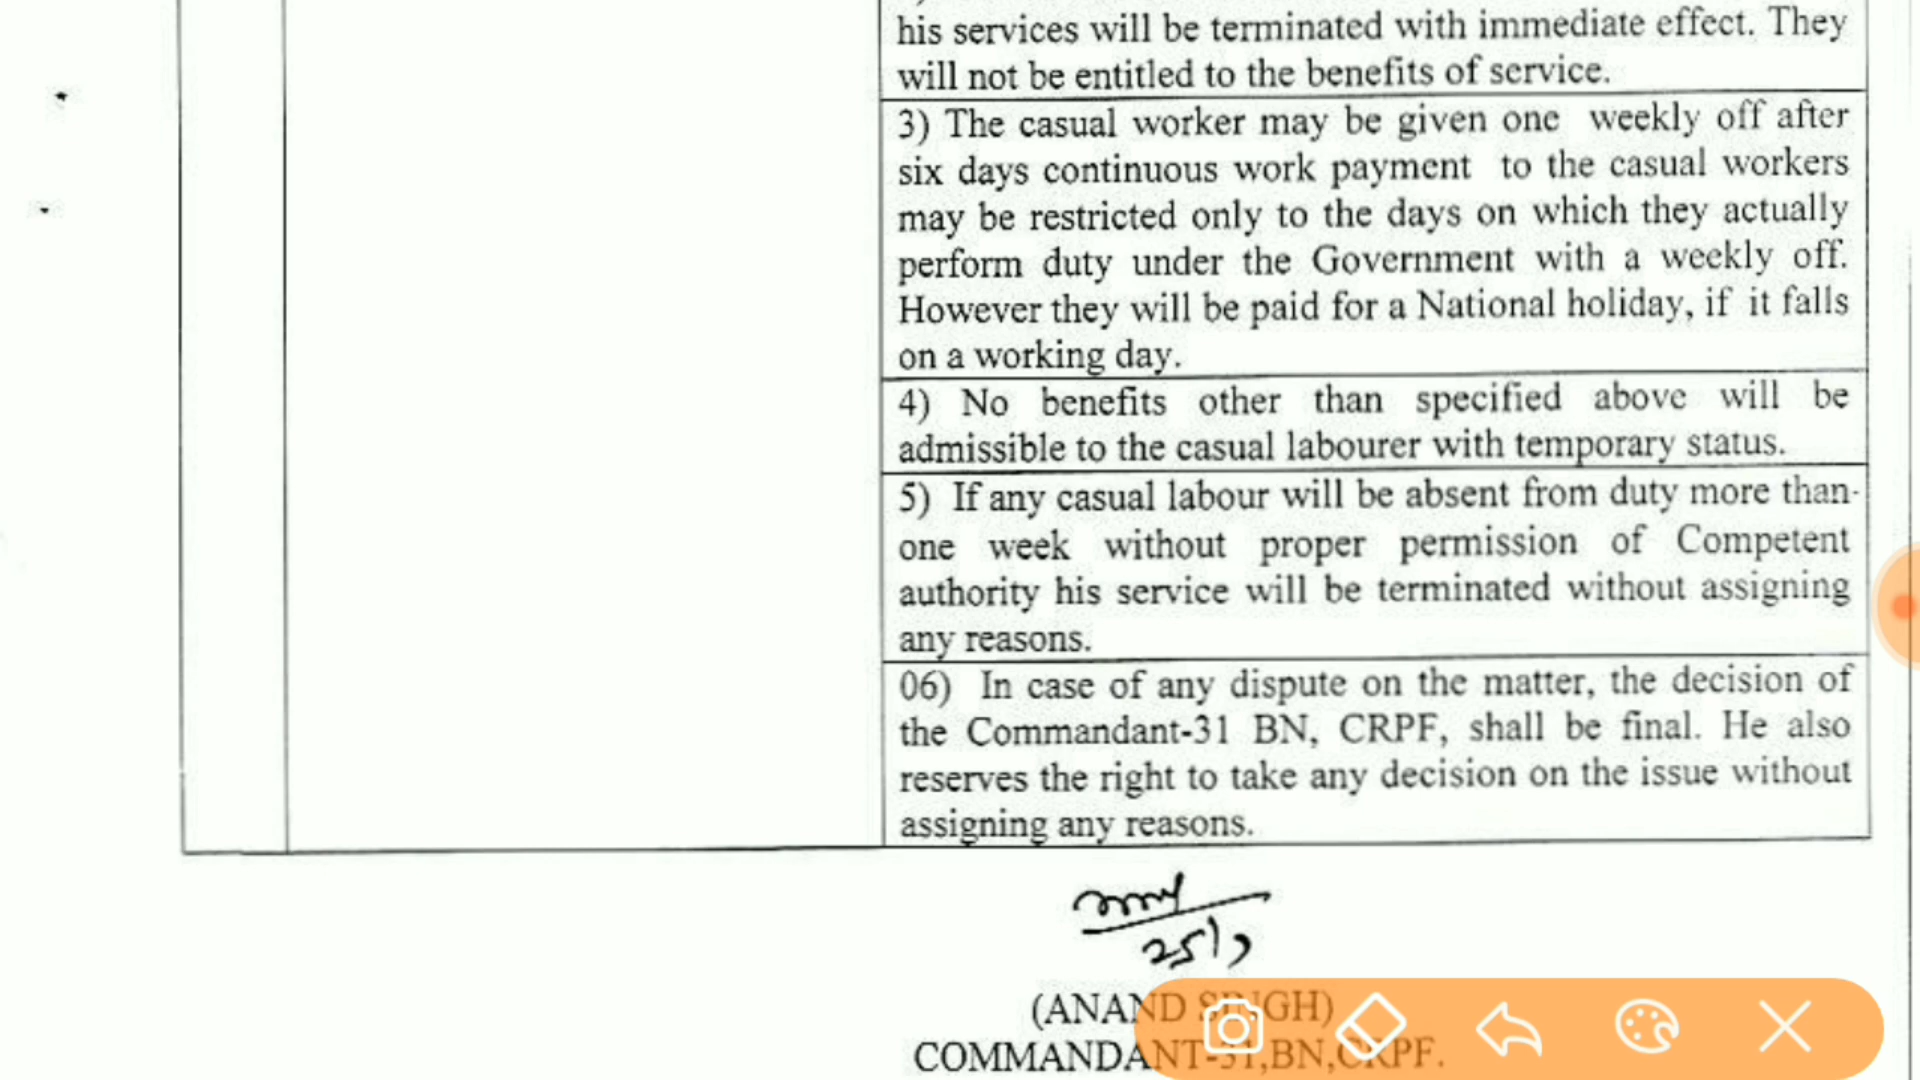 his services will be terminated with immediate effect. They
will not be entitled to the benefits of service.
3) The casual worker may be given one weekly off after
six days continuous work payment to the casual workers
may be restricted only to the days on which they actually
perform duty under the Government with a weekly off.
However they will be paid for a National holiday, if it falls
on a working day.
4) No benefits other than specified above will be
admissible to the casual labourer with temporary status.
5) If any casual labour will be absent from duty more than
one week without proper permission of Competent
authority his service will be terminated without assigning
any reasons.
06) In case of any dispute on the matter, the decision of
the Commandant-31 BN, CRPF, shall be final. He also
reserves the right to take any decision on the issue without
assigning any reasons.
(ANAND SINGH)
COMMANDANT-31,BN,CRPF.